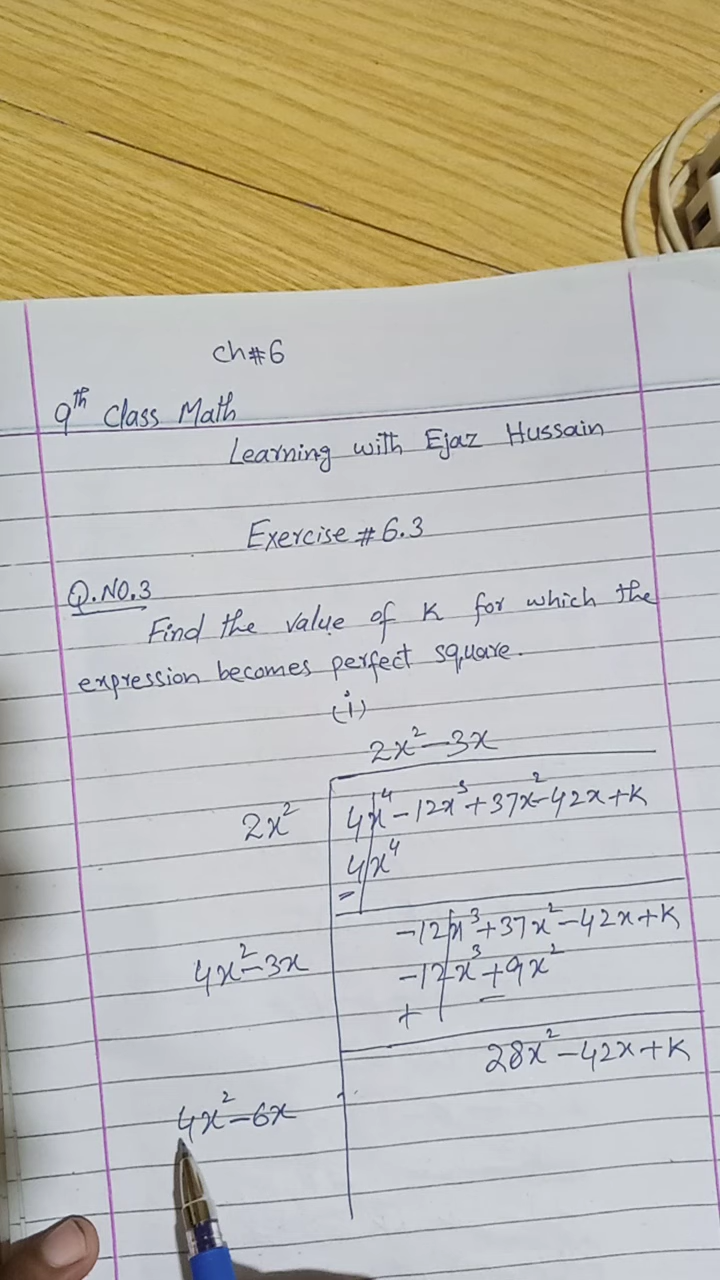 Ch#6
9th Class Math
Learning with Ejaz Hussain
Exercise #6.3
Q.NO.3
Find the value of K for which the
expression becomes perfect square.
(i)
2x²-3x
2x² 4x⁴-12x³+37x²-42x+K
4x⁴
-
-12x³+37x²-42x+K
4x²-3x -12x³+9x²
+ -
28x²-42x+K
4x²-6x